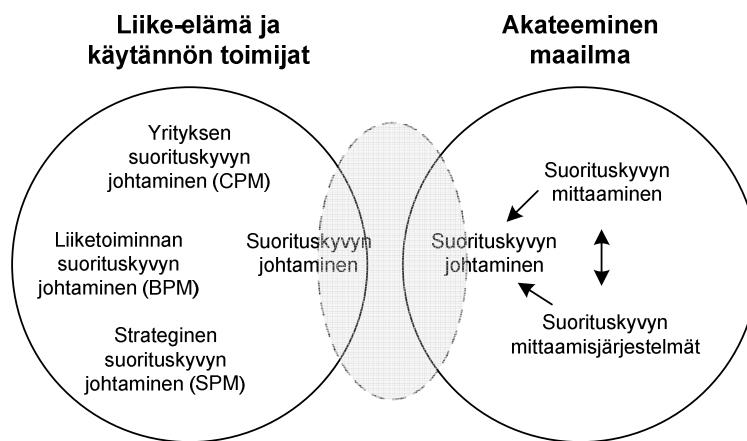 Liike-elämä ja
käytännön toimijat
Akateeminen
maailma
Yrityksen
suorituskyvyn
johtaminen (CPM)
Liiketoiminnan
suorituskyvyn
johtaminen (BPM)
Strateginen
suorituskyvyn
johtaminen (SPM)
Suorituskyvyn
johtaminen
Suorituskyvyn
johtaminen
Suorituskyvyn
mittaaminen
Suorituskyvyn
mittaamisjärjestelmät